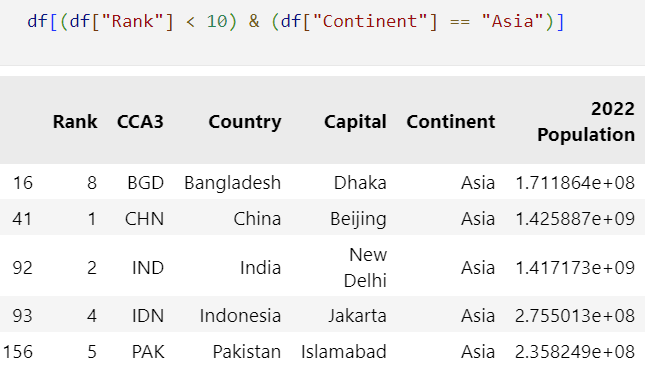 df[(df["Rank"] < 10) & (df["Continent"] == "Asia")]
Rank CCA3 Country Capital Continent 2022 Population
16 8 BGD Bangladesh Dhaka Asia 1.711864e+08
41 1 CHN China Beijing Asia 1.425887e+09
92 2 IND India New Delhi Asia 1.417173e+09
93 4 IDN Indonesia Jakarta Asia 2.755013e+08
156 5 PAK Pakistan Islamabad Asia 2.358249e+08